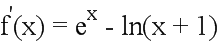 f'(x) = e^x - ln(x + 1)